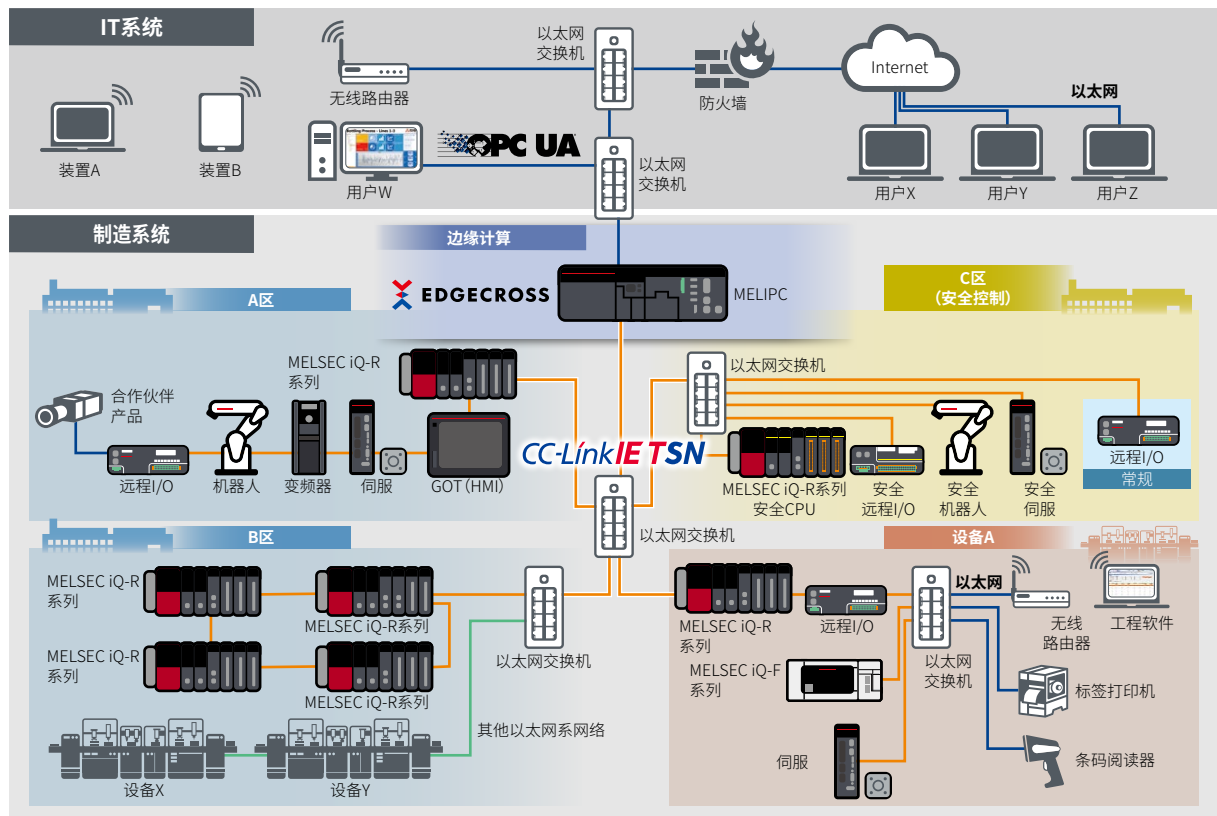 IT系统
以太网
交换机
无线路由器
防火墙
Internet
以太网
装置A
装置B
用户W
OPC UA
以太网
交换机
用户X
用户Y
用户Z
制造系统
边缘计算
EDGECROSS
MELIPC
A区
C区
(安全控制)
合作伙伴
产品
MELSEC iQ-R
系列
以太网交换机
远程I/O
机器人
变频器
伺服
GOT(HMI)
CC-Link IE TSN
MELSEC iQ-R系列
安全CPU
安全
远程I/O
安全
机器人
安全
伺服
远程I/O
常规
以太网交换机
B区
MELSEC iQ-R
系列
MELSEC iQ-R系列
MELSEC iQ-R
系列
MELSEC iQ-R系列
以太网交换机
其他以太网系网络
设备X
设备Y
设备A
MELSEC iQ-R
系列
远程I/O
以太网
无线
路由器
工程软件
MELSEC iQ-F
系列
以太网
交换机
标签打印机
伺服
条码阅读器